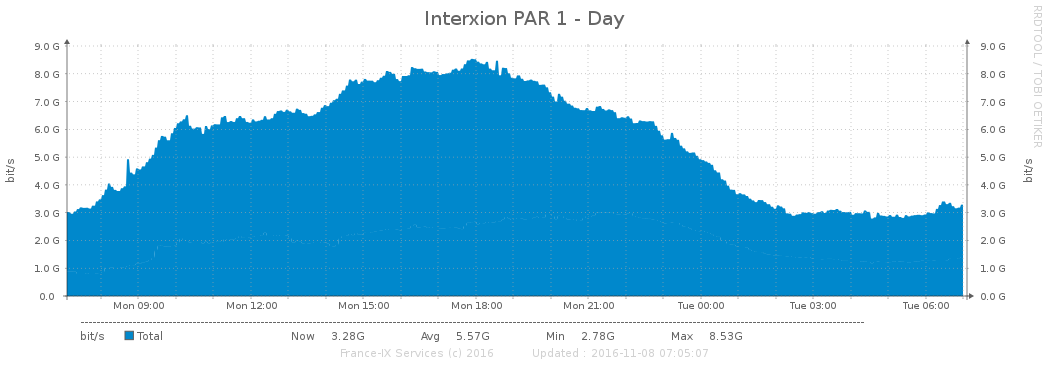 Interxion PAR 1 - Day
RRDTOOL / TOBI OETIKER
9.0 G 9.0 G
8.0 G 8.0 G
7.0 G 7.0 G
6.0 G 6.0 G
5.0 G 5.0 G
4.0 G 4.0 G
3.0 G 3.0 G
2.0 G 2.0 G
1.0 G 1.0 G
0.0 0.0 G
bit/s
bit/s
Mon 09:00 Mon 12:00 Mon 15:00 Mon 18:00 Mon 21:00 Tue 00:00 Tue 03:00 Tue 06:00
bit/s Total Now 3.28G Avg 5.57G Min 2.78G Max 8.53G
France-IX Services (c) 2016 Updated : 2016-11-08 07:05:07